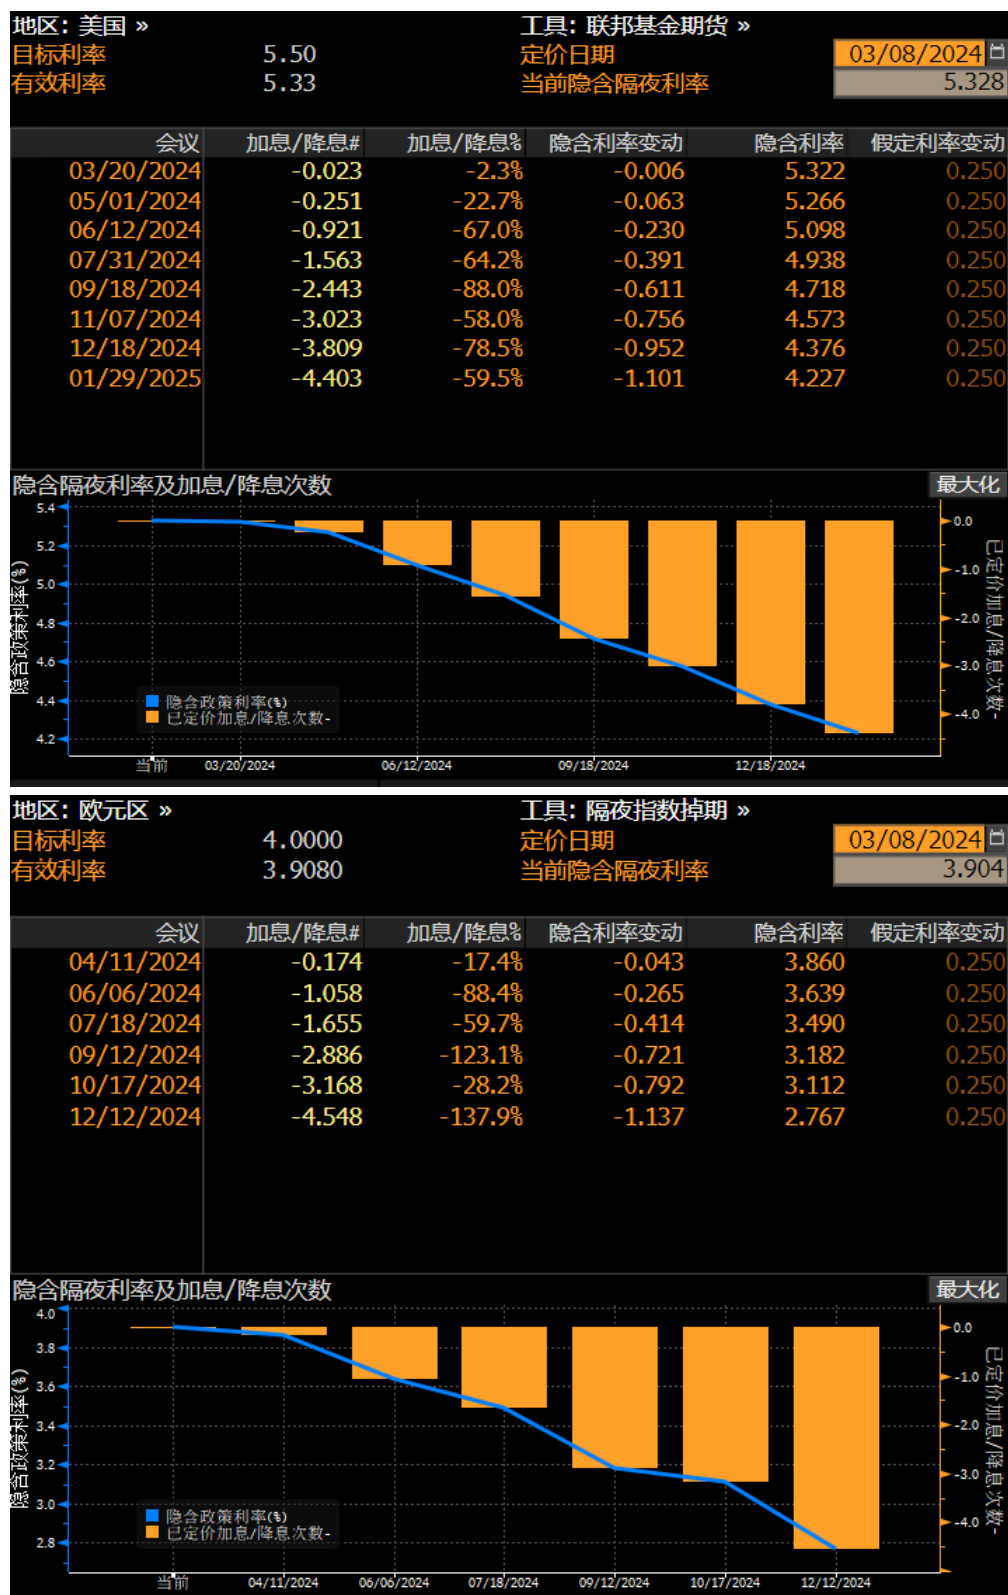 地区: 美国 » 工具: 联邦基金期货 »
目标利率 5.50 定价日期 03/08/2024
有效利率 5.33 当前隐含隔夜利率 5.328
会议 加息/降息# 加息/降息% 隐含利率变动 隐含利率 假定利率变动
03/20/2024 -0.023 -2.3% -0.006 5.322 0.250
05/01/2024 -0.251 -22.7% -0.063 5.266 0.250
06/12/2024 -0.921 -67.0% -0.230 5.098 0.250
07/31/2024 -1.563 -64.2% -0.391 4.938 0.250
09/18/2024 -2.443 -88.0% -0.611 4.718 0.250
11/07/2024 -3.023 -58.0% -0.756 4.573 0.250
12/18/2024 -3.809 -78.5% -0.952 4.376 0.250
01/29/2025 -4.403 -59.5% -1.101 4.227 0.250
隐含隔夜利率及加息/降息次数 最大化
5.4
5.2
5.0
4.8
4.6
4.4
4.2
隐含政策利率(%)
0.0
-1.0
-2.0
-3.0
-4.0
已定价加息/降息次数-
隐含政策利率(%)
已定价加息/降息次数-
当前 03/20/2024 06/12/2024 09/18/2024 12/18/2024
地区: 欧元区 » 工具: 隔夜指数掉期 »
目标利率 4.0000 定价日期 03/08/2024
有效利率 3.9080 当前隐含隔夜利率 3.904
会议 加息/降息# 加息/降息% 隐含利率变动 隐含利率 假定利率变动
04/11/2024 -0.174 -17.4% -0.043 3.860 0.250
06/06/2024 -1.058 -88.4% -0.265 3.639 0.250
07/18/2024 -1.655 -59.7% -0.414 3.490 0.250
09/12/2024 -2.886 -123.1% -0.721 3.182 0.250
10/17/2024 -3.168 -28.2% -0.792 3.112 0.250
12/12/2024 -4.548 -137.9% -1.137 2.767 0.250
隐含隔夜利率及加息/降息次数 最大化
4.0
3.8
3.6
3.4
3.2
3.0
2.8
隐含政策利率(%)
0.0
-1.0
-2.0
-3.0
-4.0
已定价加息/降息次数-
隐含政策利率(%)
已定价加息/降息次数-
当前 04/11/2024 06/06/2024 07/18/2024 09/12/2024 10/17/2024 12/12/2024